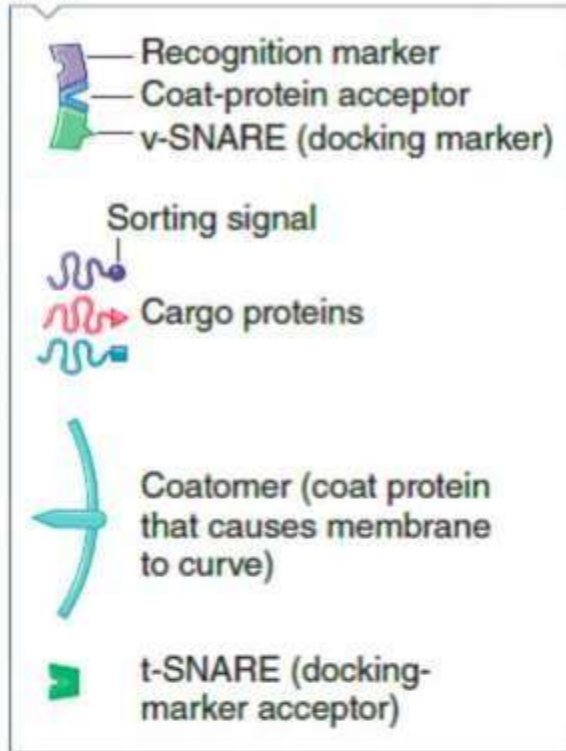 Recognition marker
Coat-protein acceptor
v-SNARE (docking marker)
Sorting signal
Cargo proteins
Coatomer (coat protein
that causes membrane
to curve)
t-SNARE (docking-
marker acceptor)